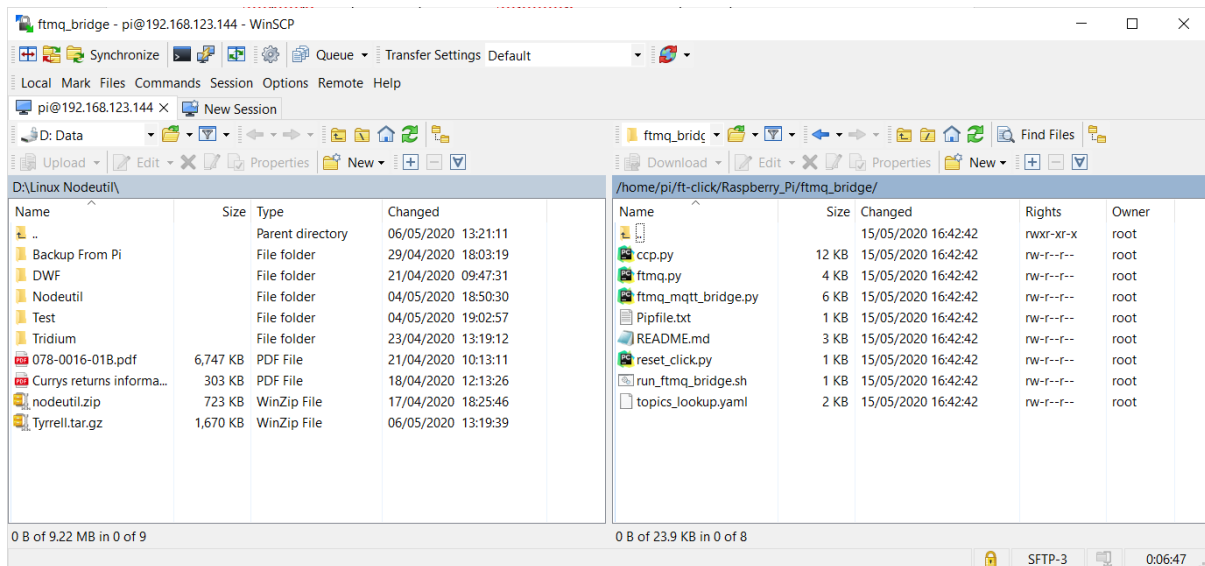 ftmq_bridge - pi@192.168.123.144 - WinSCP
Synchronize Queue Transfer Settings Default
Local Mark Files Commands Session Options Remote Help
pi@192.168.123.144 × New Session
D: Data
Upload Edit Properties New
D:\Linux Nodeutil\
Name Size Type Changed
.. Parent directory 06/05/2020 13:21:11
Backup From Pi File folder 29/04/2020 18:03:19
DWF File folder 21/04/2020 09:47:31
Nodeutil File folder 04/05/2020 18:50:30
Test File folder 04/05/2020 19:02:57
Tridium File folder 23/04/2020 13:19:12
078-0016-01B.pdf 6,747 KB PDF File 21/04/2020 10:13:11
Currys returns informa... 303 KB PDF File 18/04/2020 12:13:26
nodeutil.zip 723 KB WinZip File 17/04/2020 18:25:46
Tyrrell.tar.gz 1,670 KB WinZip File 06/05/2020 13:19:39
0 B of 9.22 MB in 0 of 9
ftmq_bridg Find Files
Download Edit Properties New
/home/pi/ft-click/Raspberry_Pi/ftmq_bridge/
Name Size Changed Rights Owner
.. 15/05/2020 16:42:42 rwxr-xr-x root
ccp.py 12 KB 15/05/2020 16:42:42 rw-r--r-- root
ftmq.py 4 KB 15/05/2020 16:42:42 rw-r--r-- root
ftmq_mqtt_bridge.py 6 KB 15/05/2020 16:42:42 rw-r--r-- root
Pipfile.txt 1 KB 15/05/2020 16:42:42 rw-r--r-- root
README.md 3 KB 15/05/2020 16:42:42 rw-r--r-- root
reset_click.py 1 KB 15/05/2020 16:42:42 rw-r--r-- root
run_ftmq_bridge.sh 1 KB 15/05/2020 16:42:42 rw-r--r-- root
topics_lookup.yaml 2 KB 15/05/2020 16:42:42 rw-r--r-- root
0 B of 23.9 KB in 0 of 8
SFTP-3 0:06:47